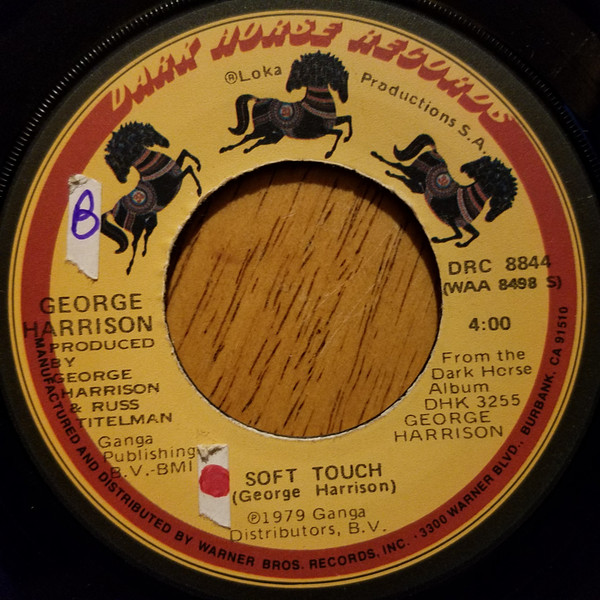 DARK HORSE RECORDS
®Loka Productions S.A.
B
DRC 8844
(WAA 8498 S)
GEORGE
HARRISON
PRODUCED
BY
GEORGE
HARRISON
& RUSS
TITELMAN
Ganga
Publishing
B.V.-BMI
4:00
From the
Dark Horse
Album
DHK 3255
GEORGE
HARRISON
SOFT TOUCH
(George Harrison)
℗1979 Ganga
Distributors, B.V.
MANUFACTURED AND DISTRIBUTED BY WARNER BROS. RECORDS, INC. · 3300 WARNER BLVD., BURBANK, CA 91510